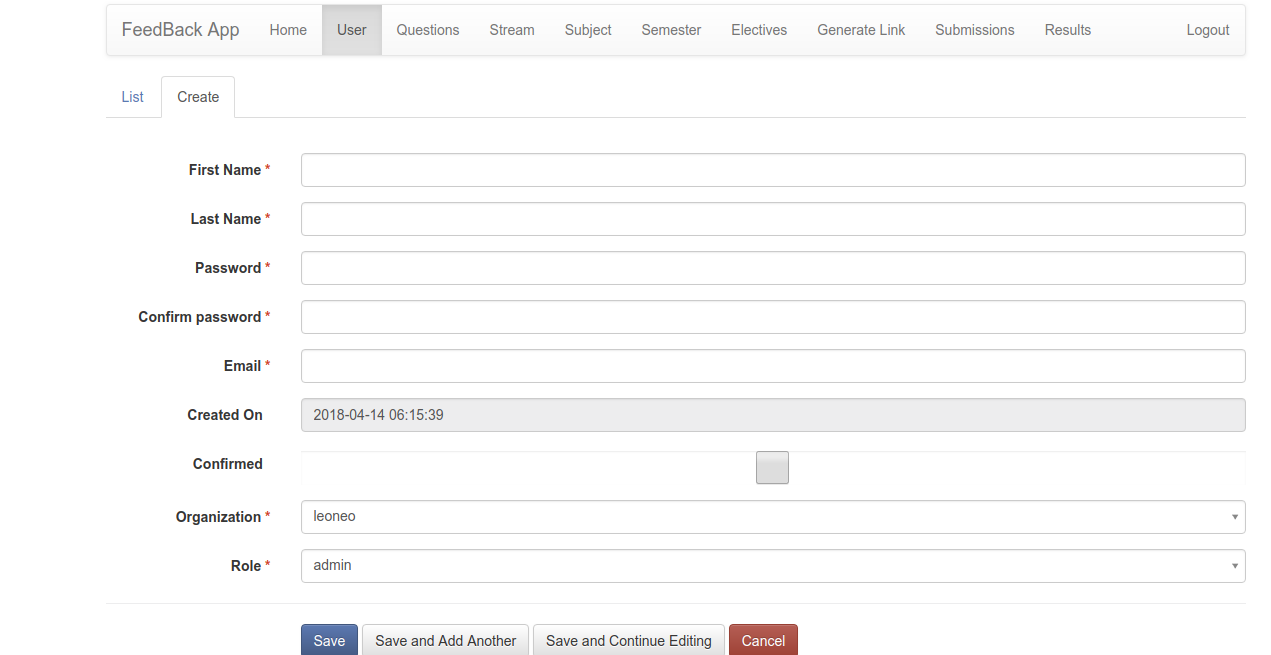 FeedBack App Home User Questions Stream Subject Semester Electives Generate Link Submissions Results Logout
List Create
First Name *
Last Name *
Password *
Confirm password *
Email *
Created On 2018-04-14 06:15:39
Confirmed
Organization * leoneo
Role * admin
Save Save and Add Another Save and Continue Editing Cancel